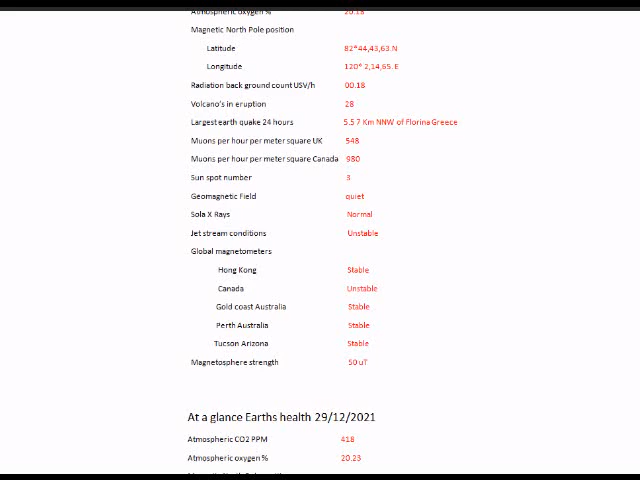 Atmospheric oxygen % 20.18
Magnetic North Pole position
Latitude 82°44,43,63.N
Longitude 120° 2,14,65. E
Radiation back ground count USV/h 00.18
Volcano's in eruption 28
Largest earth quake 24 hours 5.5 7 Km NNW of Florina Greece
Muons per hour per meter square UK 548
Muons per hour per meter square Canada 980
Sun spot number 3
Geomagnetic Field quiet
Sola X Rays Normal
Jet stream conditions Unstable
Global magnetometers
Hong Kong Stable
Canada Unstable
Gold coast Australia Stable
Perth Australia Stable
Tucson Arizona Stable
Magnetosphere strength 50 uT
At a glance Earths health 29/12/2021
Atmospheric CO2 PPM 418
Atmospheric oxygen % 20.23